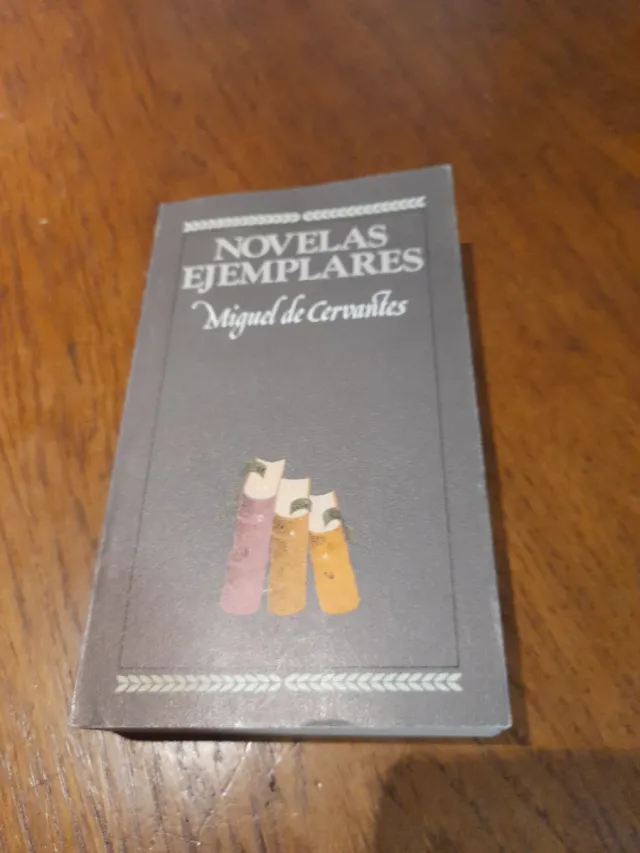 NOVELAS
EJEMPLARES
Miguel de Cervantes